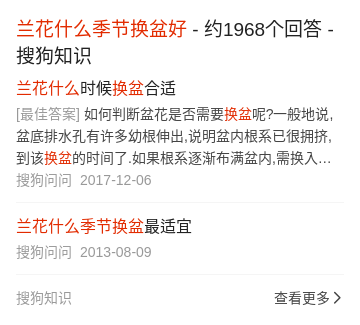 兰花什么季节换盆好 - 约1968个回答 -
搜狗知识
兰花什么时候换盆合适
[最佳答案] 如何判断盆花是否需要换盆呢?一般地说,
盆底排水孔有许多幼根伸出,说明盆内根系已很拥挤,
到该换盆的时间了.如果根系逐渐布满盆内,需换入…
搜狗问问 2017-12-06
兰花什么季节换盆最适宜
搜狗问问 2013-08-09
搜狗知识 查看更多